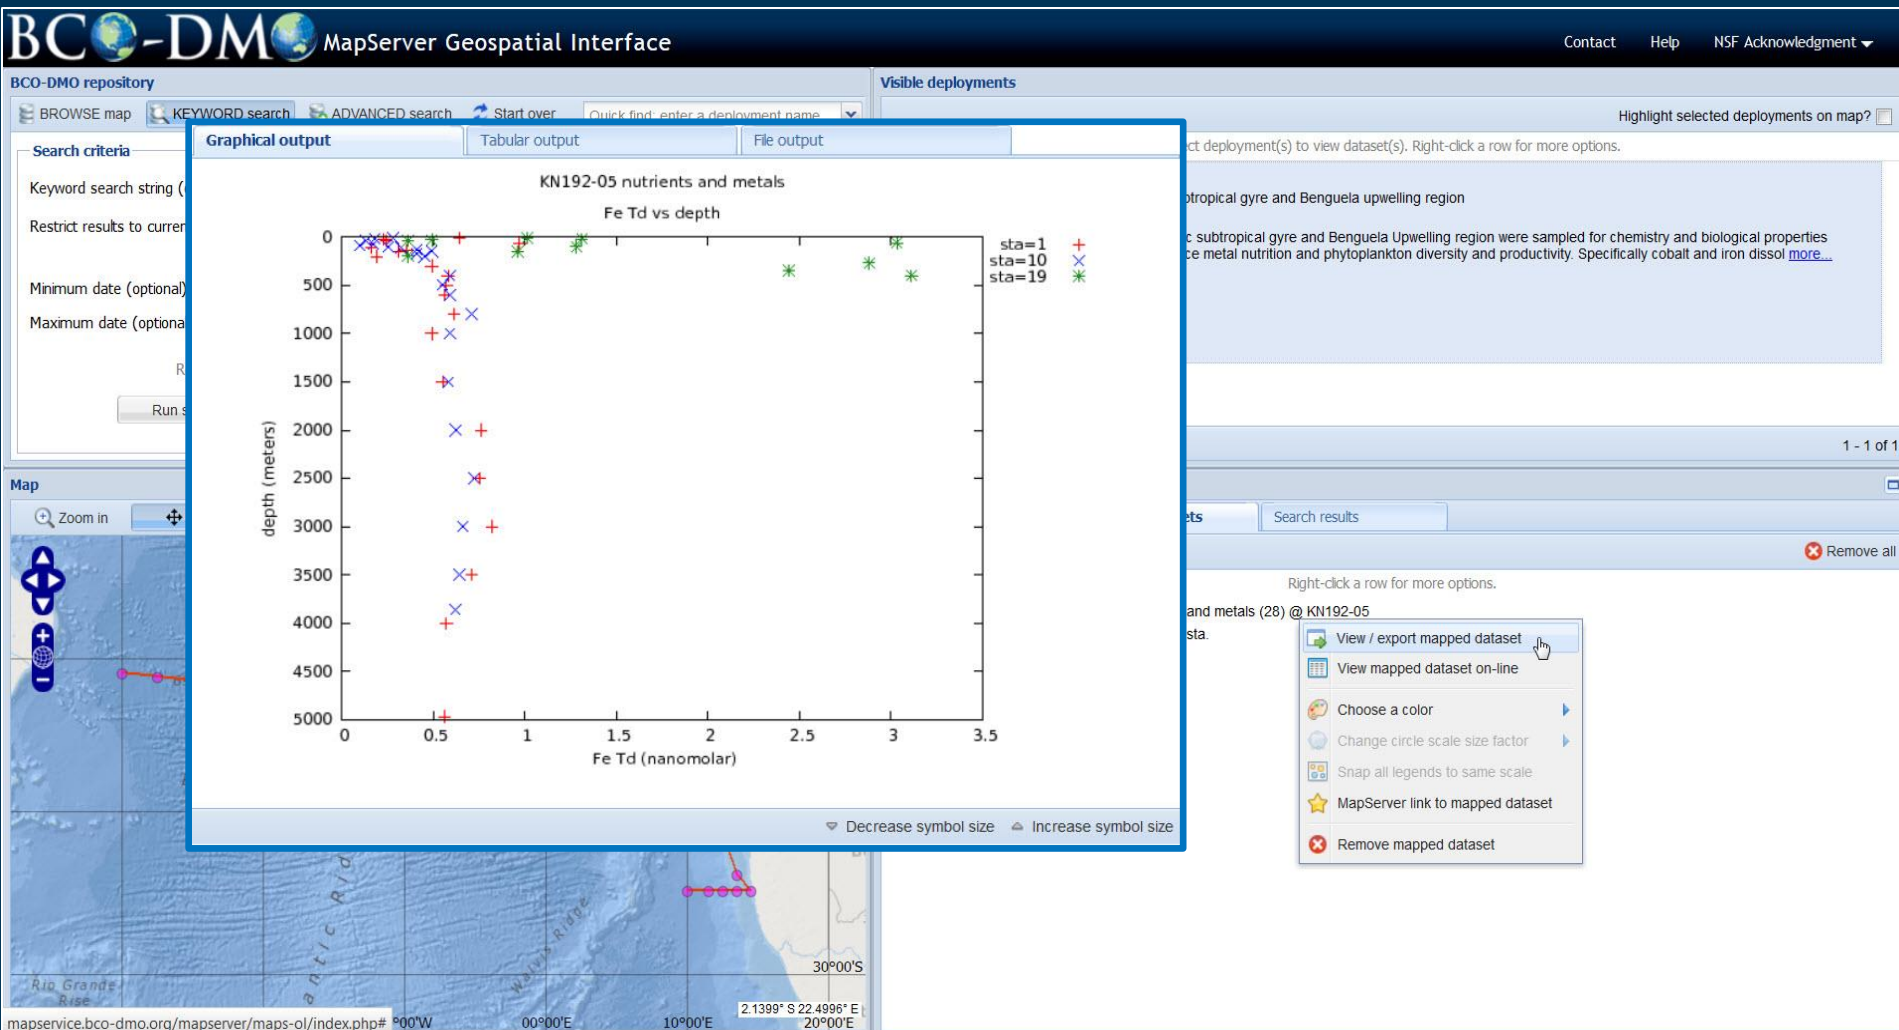 BCO-DMO MapServer Geospatial Interface
Contact Help NSF Acknowledgment
BCO-DMO repository
BROWSE map KEYWORD search ADVANCED search Start over Quick find: enter a deployment name
Search criteria
Keyword search string (
Restrict results to curren
Minimum date (optional)
Maximum date (optiona
R
Run s
Visible deployments
Highlight selected deployments on map?
ct deployment(s) to view dataset(s). Right-click a row for more options.
btropical gyre and Benguela upwelling region
c subtropical gyre and Benguela Upwelling region were sampled for chemistry and biological properties
ce metal nutrition and phytoplankton diversity and productivity. Specifically cobalt and iron dissol more...
1 - 1 of 1
Graphical output Tabular output File output
KN192-05 nutrients and metals
Fe Td vs depth
sta=1
sta=10
sta=19
0
500
1000
1500
2000
2500
3000
3500
4000
4500
5000
depth (meters)
0 0.5 1 1.5 2 2.5 3 3.5
Fe Td (nanomolar)
Decrease symbol size Increase symbol size
Map
Zoom in
ets Search results
Remove all
Right-click a row for more options.
and metals (28) @ KN192-05
sta.
View / export mapped dataset
View mapped dataset on-line
Choose a color
Change circle scale size factor
Snap all legends to same scale
MapServer link to mapped dataset
Remove mapped dataset
antic Rid
Walvis Ridge
Rio Grande
Rise
30°00'S
2.1399° S 22.4996° E
mapservice.bco-dmo.org/mapserver/maps-ol/index.php# °00'W 00°00'E 10°00'E 20°00'E